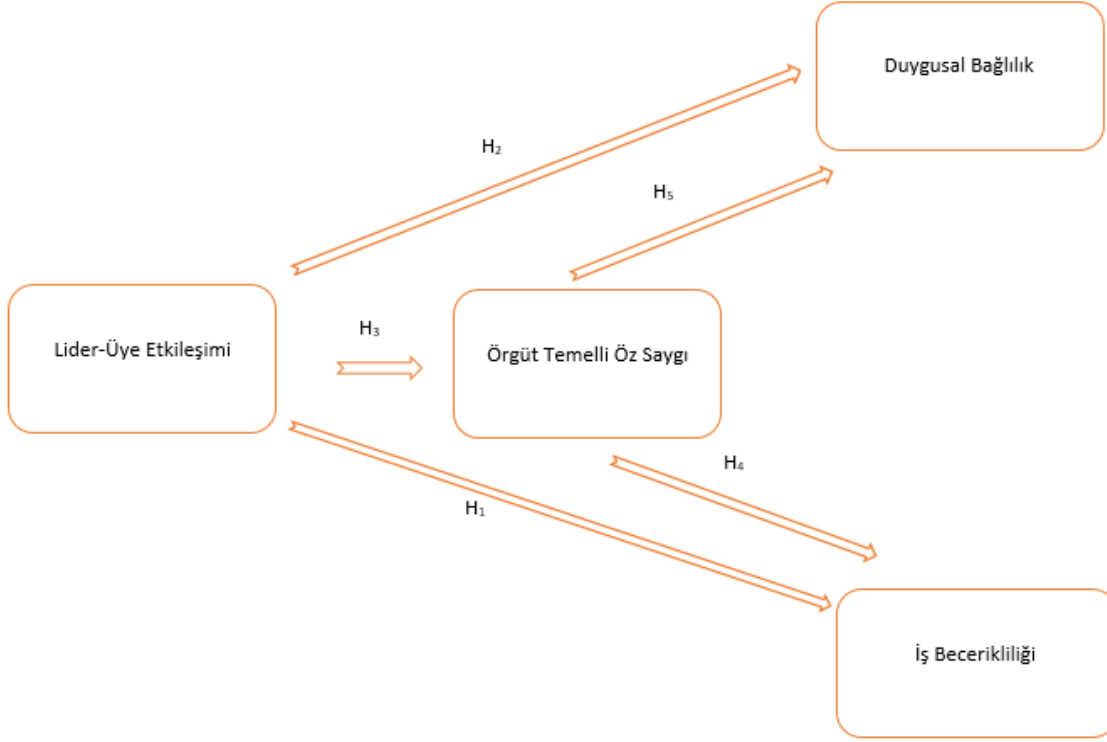 Duygusal Bağlılık
H₂
H₅
Lider-Üye Etkileşimi
H₃
Örgüt Temelli Öz Saygı
H₄
H₁
İş Becerikliliği